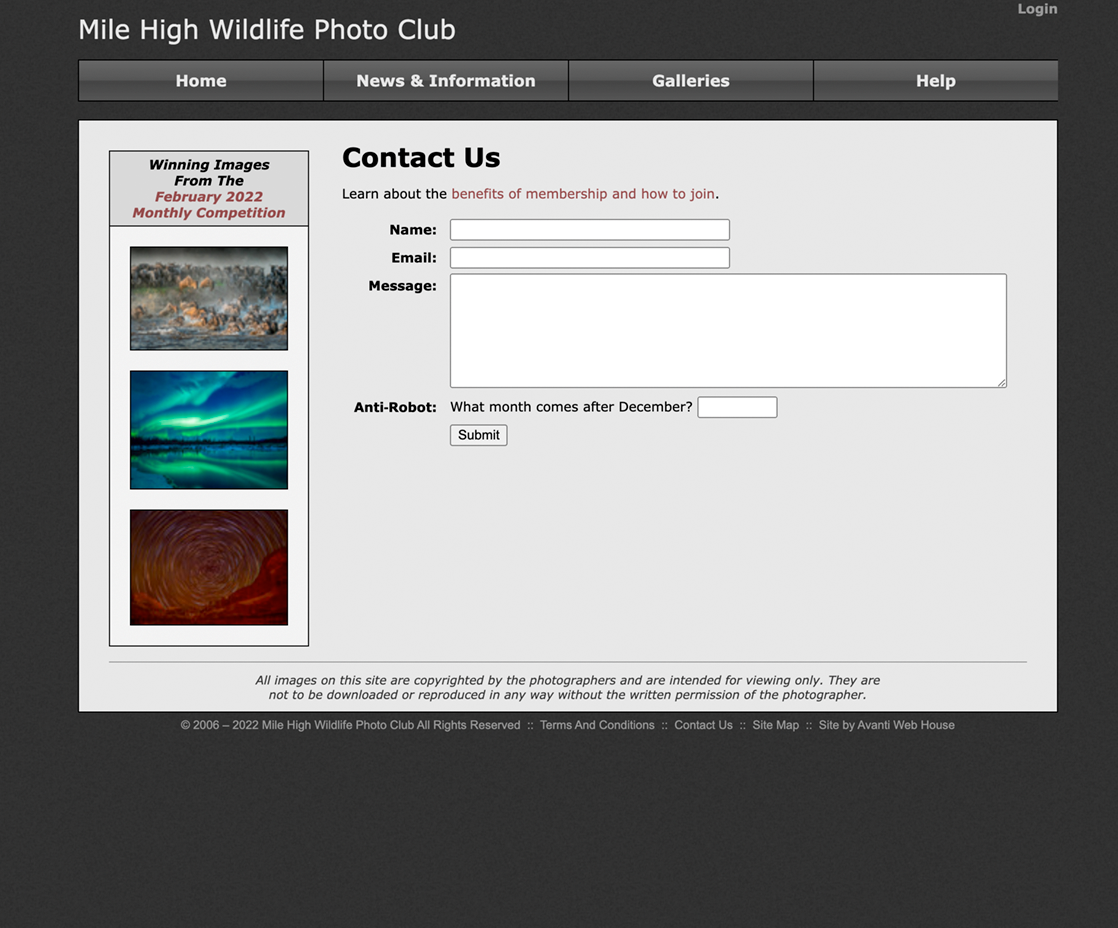 Login
Mile High Wildlife Photo Club
Home
News & Information
Galleries
Help
Winning Images
From The
February 2022
Monthly Competition
Contact Us
Learn about the benefits of membership and how to join.
Name:
Email:
Message:
Anti-Robot: What month comes after December?
Submit
All images on this site are copyrighted by the photographers and are intended for viewing only. They are
not to be downloaded or reproduced in any way without the written permission of the photographer.
© 2006 – 2022 Mile High Wildlife Photo Club All Rights Reserved :: Terms And Conditions :: Contact Us :: Site Map :: Site by Avanti Web House